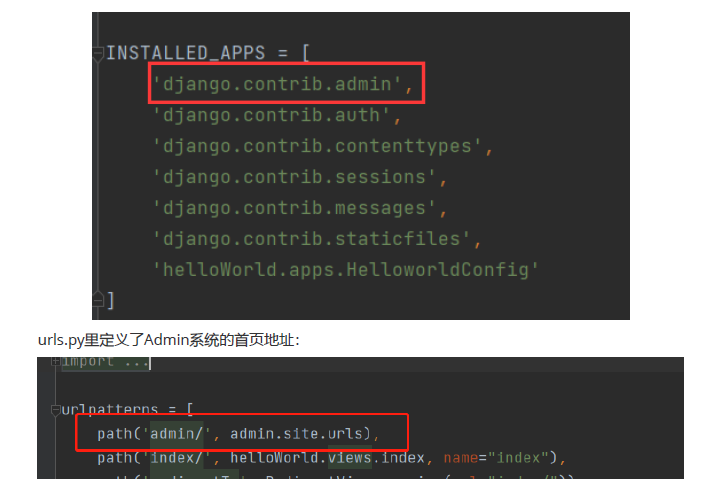 INSTALLED_APPS = [
'django.contrib.admin',
'django.contrib.auth',
'django.contrib.contenttypes',
'django.contrib.sessions',
'django.contrib.messages',
'django.contrib.staticfiles',
'helloWorld.apps.HelloworldConfig'
]
urls.py里定义了Admin系统的首页地址：
import ...
urlpatterns = [
path('admin/', admin.site.urls),
path('index/', helloWorld.views.index, name="index"),